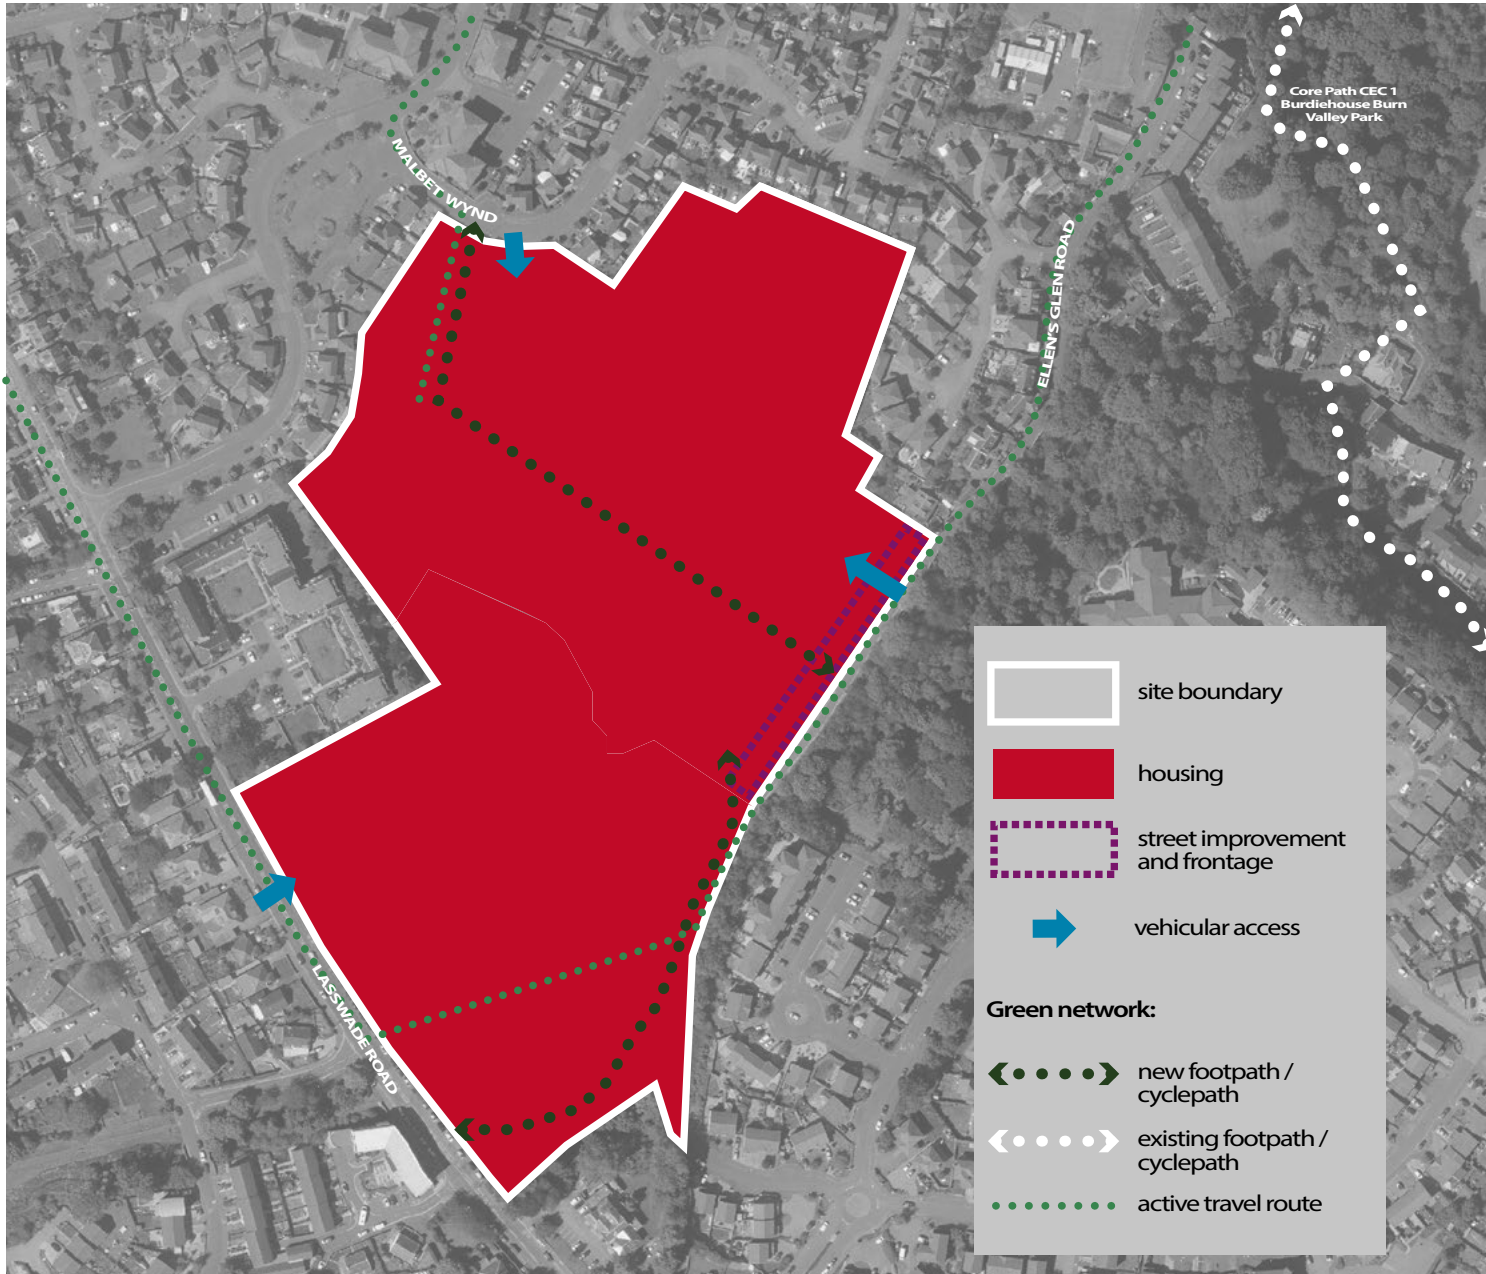 Core Path CEC 1
Burdiehouse Burn
Valley Park
MALBET WYND
ELLEN'S GLEN ROAD
LASSWADE ROAD
site boundary
housing
street improvement
and frontage
vehicular access
Green network:
new footpath /
cyclepath
existing footpath /
cyclepath
active travel route